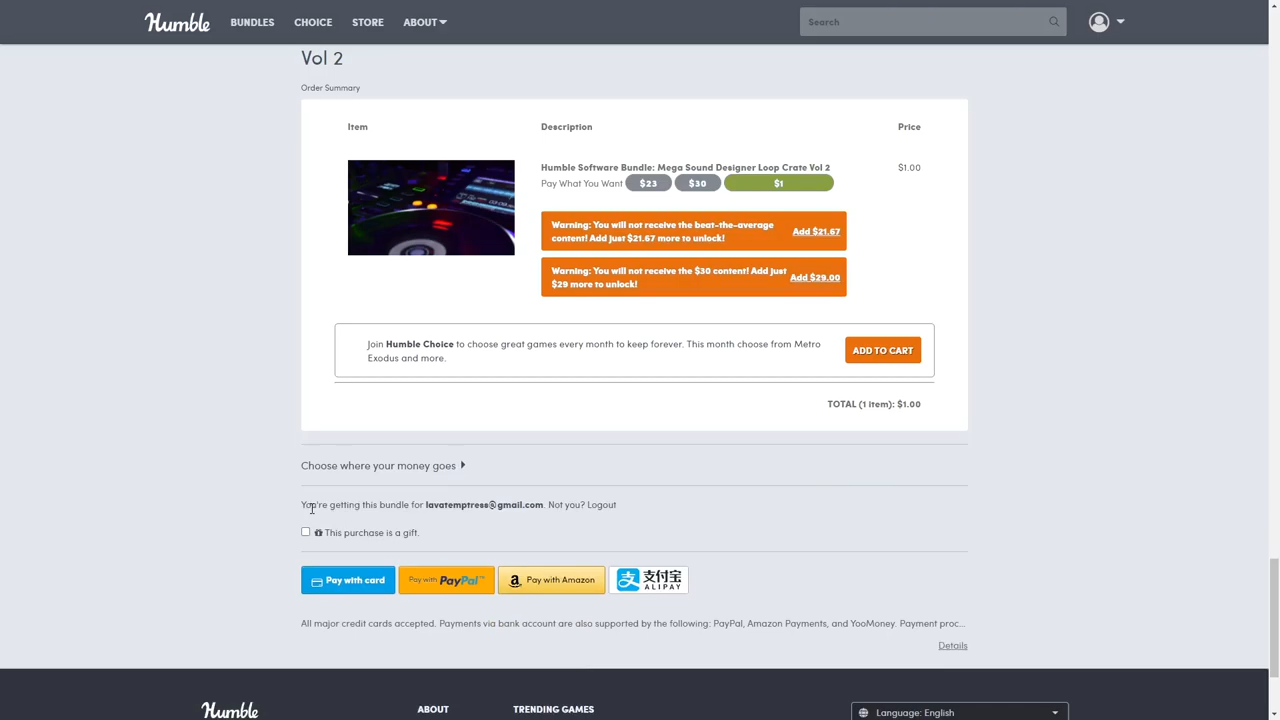 Humble BUNDLES CHOICE STORE ABOUT Search
Vol 2
Order Summary
Item Description Price
Humble Software Bundle: Mega Sound Designer Loop Crate Vol 2 $1.00
Pay What You Want $23 $30 $1
Warning: You will not receive the beat-the-average
content! Add just $21.67 more to unlock!
Add $21.67
Warning: You will not receive the $30 content! Add just
$29 more to unlock!
Add $29.00
Join Humble Choice to choose great games every month to keep forever. This month choose from Metro
Exodus and more.
ADD TO CART
TOTAL (1 item): $1.00
Choose where your money goes
You're getting this bundle for lavatemptress@gmail.com. Not you? Logout
This purchase is a gift.
Pay with card Pay with PayPal Pay with Amazon 支付宝 ALIPAY
All major credit cards accepted. Payments via bank account are also supported by the following: PayPal, Amazon Payments, and YooMoney. Payment proc...
Details
Humble ABOUT TRENDING GAMES Language: English